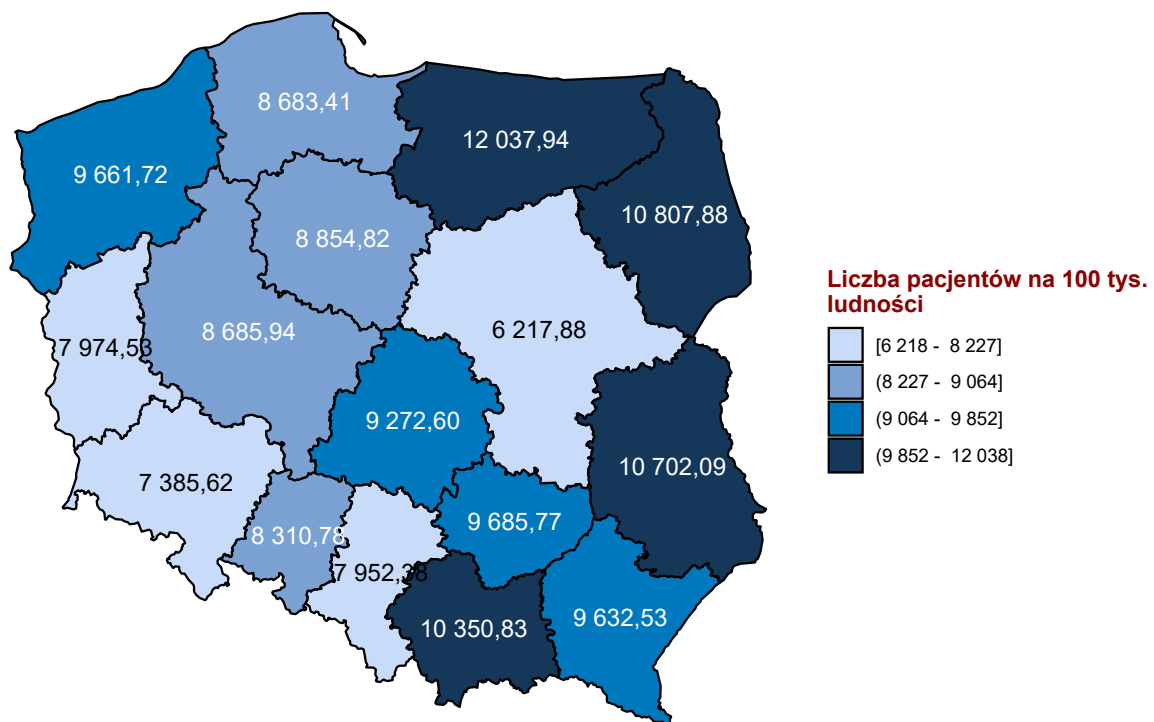 8 683,41
12 037,94
9 661,72
10 807,88
8 854,82
8 685,94
6 217,88
7 974,53
9 272,60
10 702,09
7 385,62
9 685,77
8 310,78
7 952,38
10 350,83
9 632,53
Liczba pacjentów na 100 tys.
ludności
[6 218 - 8 227]
(8 227 - 9 064]
(9 064 - 9 852]
(9 852 - 12 038]